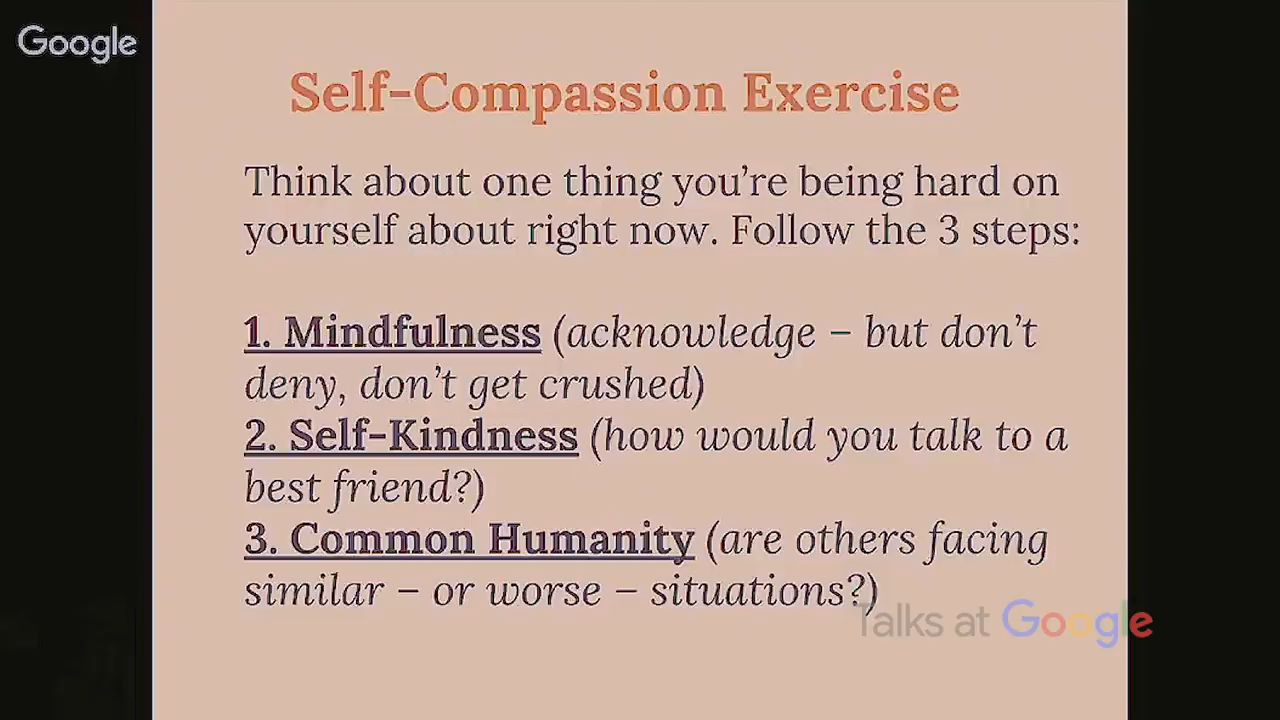 Google
Self-Compassion Exercise
Think about one thing you're being hard on
yourself about right now. Follow the 3 steps:
1. Mindfulness (acknowledge – but don't
deny, don't get crushed)
2. Self-Kindness (how would you talk to a
best friend?)
3. Common Humanity (are others facing
similar – or worse – situations?)
Talks at Google